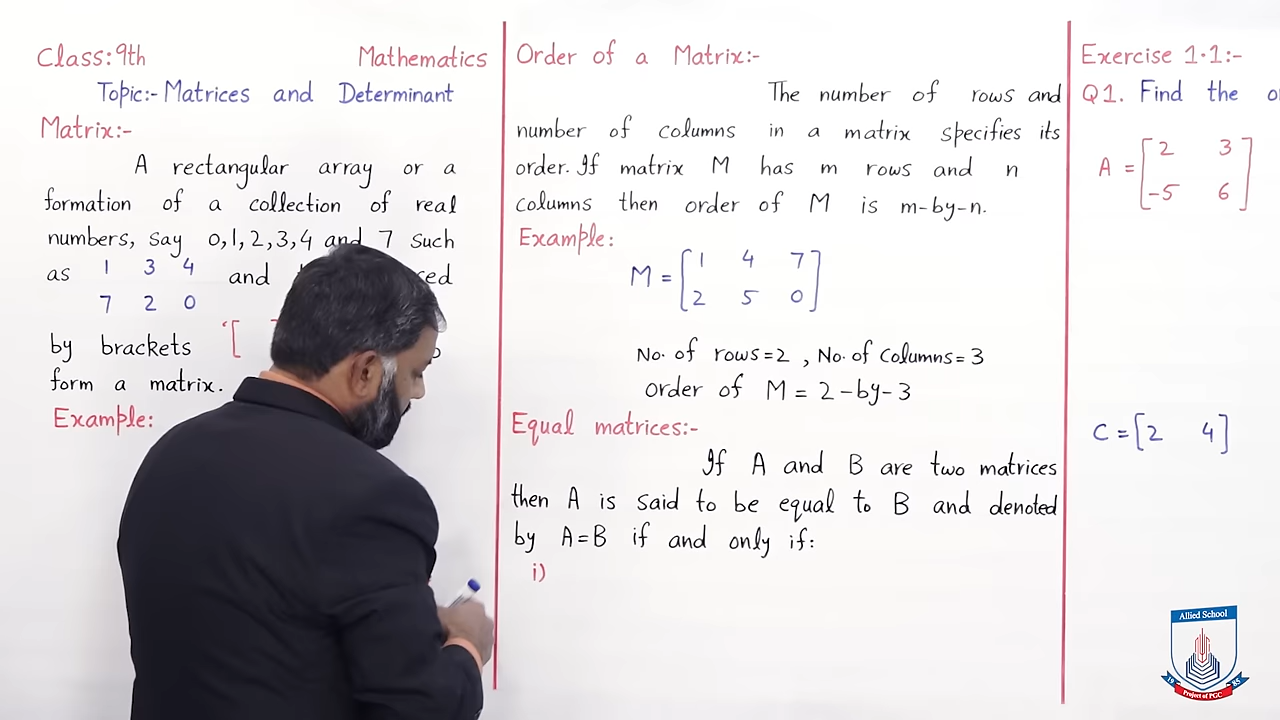 Class: 9th Mathematics
Topic:- Matrices and Determinant
Matrix:-
A rectangular array or a
formation of a collection of real
numbers, say 0,1,2,3,4 and 7 such
as 1 3 4 and
7 2 0
by brackets '[
form a matrix.
Example:
Order of a Matrix:-
The number of rows and
number of columns in a matrix specifies its
order. If matrix M has m rows and n
columns then order of M is m-by-n.
Example:
M = [1 4 7
2 5 0]
No. of rows = 2 , No. of Columns = 3
order of M = 2-by-3
Equal matrices:-
If A and B are two matrices
then A is said to be equal to B and denoted
by A=B if and only if:
i)
Exercise 1.1:-
Q1. Find the
A = [2 3
-5 6]
C = [2 4]
Allied School
19 85
Project of PGC